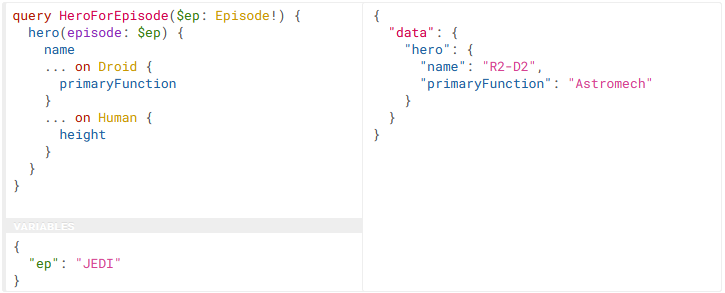 query HeroForEpisode($ep: Episode!) {
  hero(episode: $ep) {
    name
    ... on Droid {
      primaryFunction
    }
    ... on Human {
      height
    }
  }
}
VARIABLES
{
  "ep": "JEDI"
}
{
  "data": {
    "hero": {
      "name": "R2-D2",
      "primaryFunction": "Astromech"
    }
  }
}